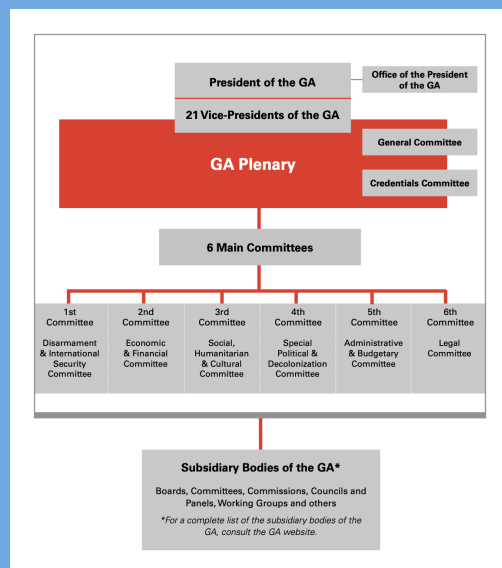 President of the GA
Office of the President
of the GA
21 Vice-Presidents of the GA
General Committee
GA Plenary
Credentials Committee
6 Main Committees
1st
Committee
Disarmament
& International
Security
Committee
2nd
Committee
Economic
& Financial
Committee
3rd
Committee
Social,
Humanitarian
& Cultural
Committee
4th
Committee
Special
Political &
Decolonization
Committee
5th
Committee
Administrative
& Budgetary
Committee
6th
Committee
Legal
Committee
Subsidiary Bodies of the GA*
Boards, Committees, Commissions, Councils and
Panels, Working Groups and others
*For a complete list of the subsidiary bodies of the
GA, consult the GA website.